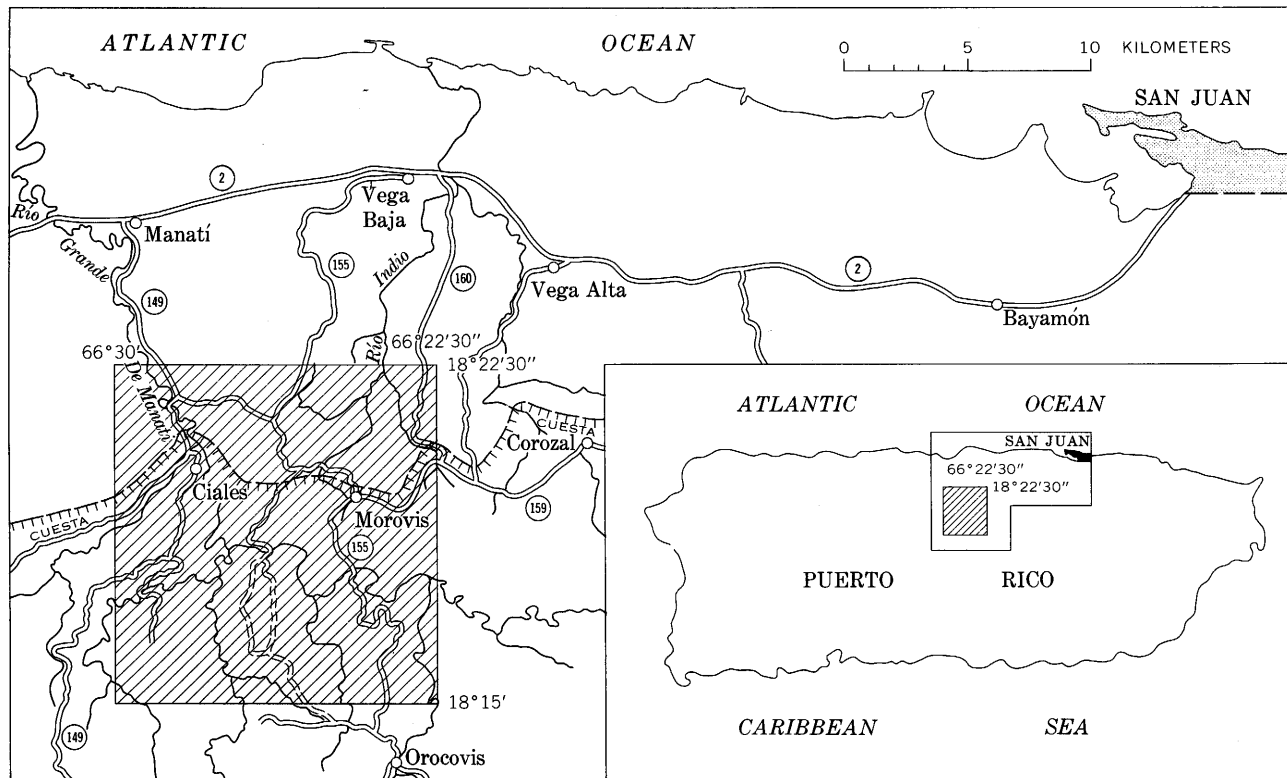 ATLANTIC OCEAN
0 5 10 KILOMETERS
SAN JUAN
2
Vega
Baja
Río
Manatí
Grande
155
Indio
160
Vega Alta
2
Bayamón
149
66°30'
De Manatí
Río
66°22'30"
18°22'30"
CUESTA
Corozal
Ciales
CUESTA
Morovis
159
155
18°15'
149
Orocovis
ATLANTIC OCEAN
SAN JUAN
66°22'30"
18°22'30"
PUERTO RICO
CARIBBEAN SEA